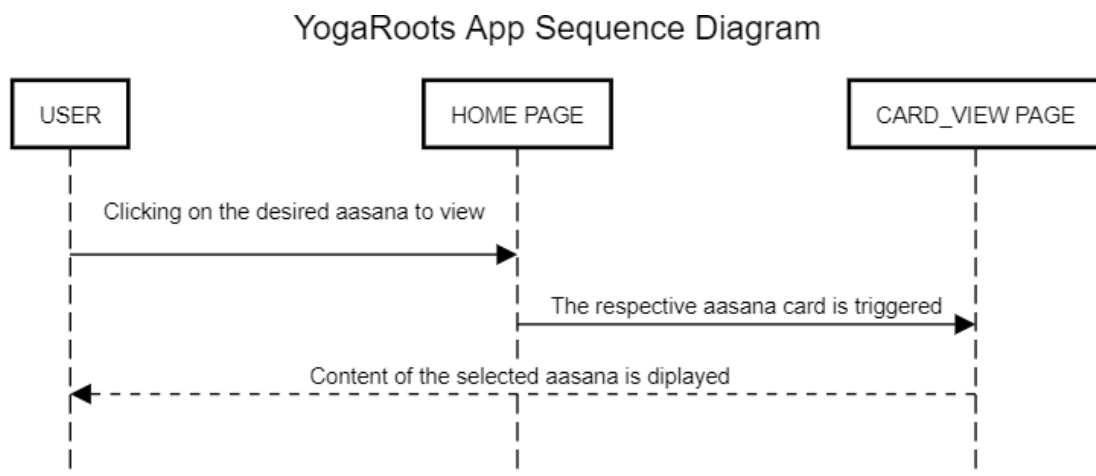 YogaRoots App Sequence Diagram
USER
HOME PAGE
CARD_VIEW PAGE
Clicking on the desired aasana to view
The respective aasana card is triggered
Content of the selected aasana is diplayed